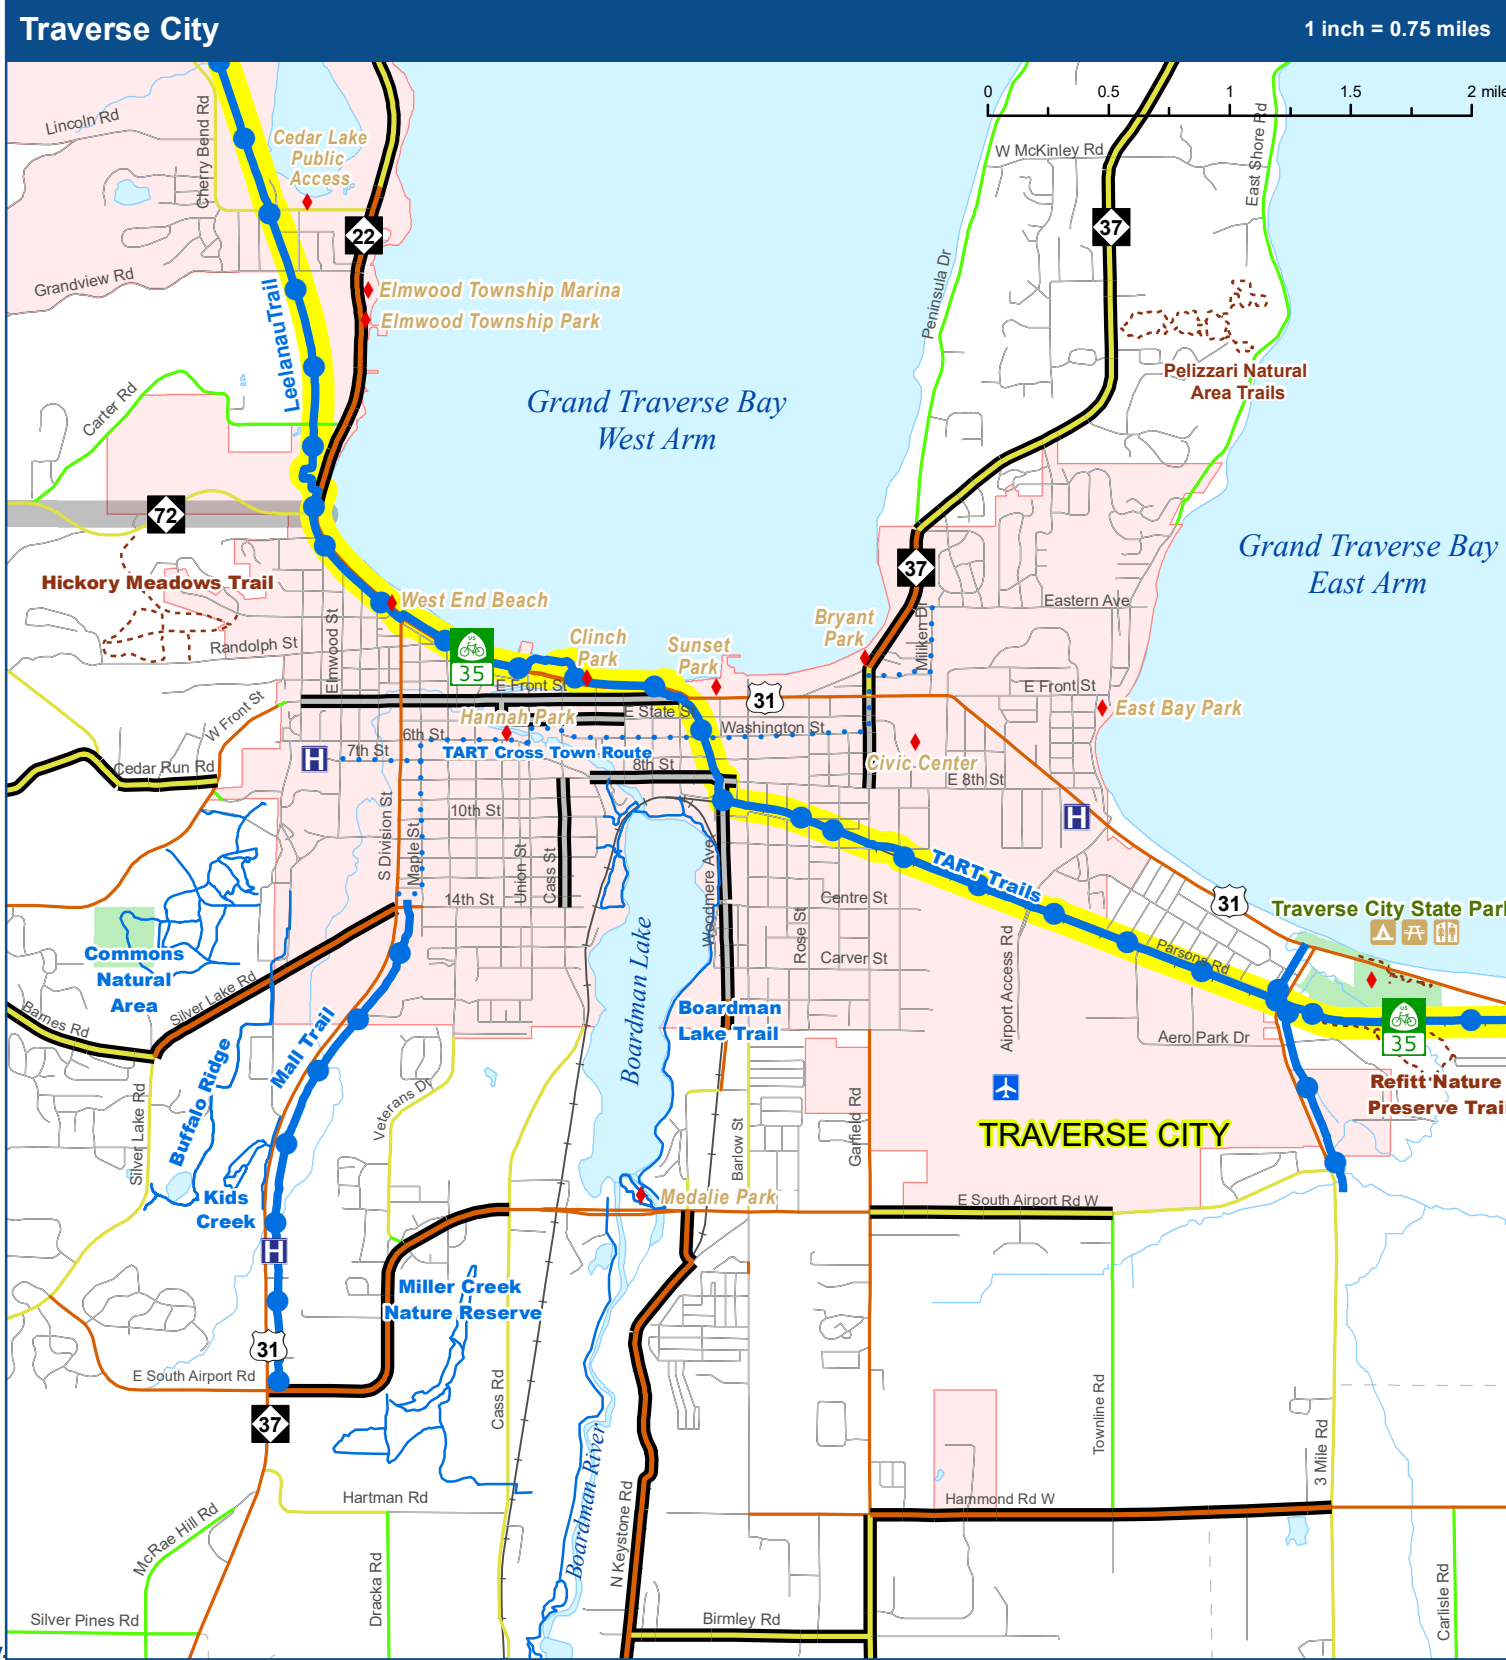 Traverse City
1 inch = 0.75 miles
0
0.5
1
1.5
2 mile
Lincoln Rd
Cherry Bend Rd
Cedar Lake
Public
Access
W McKinley Rd
East Shore Rd
22
37
Grandview Rd
Leelanau Trail
Elmwood Township Marina
Elmwood Township Park
Peninsula Dr
Pelizzari Natural
Area Trails
Carter Rd
Grand Traverse Bay
West Arm
72
37
Grand Traverse Bay
East Arm
Hickory Meadows Trail
West End Beach
Eastern Ave
Randolph St
Elmwood St
US
35
Clinch
Park
Sunset
Park
Bryant
Park
Milliken Dr
E Front St
31
E Front St
W Front St
Hannah Park
E State S
Washington St
East Bay Park
6th St
7th St
TART Cross Town Route
Civic Center
Cedar Run Rd
H
8th St
E 8th St
10th St
H
S Division St
Maple St
Union St
Cass St
Woodmere Ave
TART Trails
14th St
Centre St
Rose St
31
Traverse City State Park
Commons
Natural
Area
Boardman Lake
Carver St
Airport Access Rd
Parsons Rd
Silver Lake Rd
Barnes Rd
Mall Trail
Boardman
Lake Trail
US
35
Aero Park Dr
Buffalo Ridge
Silver Lake Rd
Veterans Dr
Barlow St
Garfield Rd
Refitt Nature
Preserve Trail
TRAVERSE CITY
Kids
Creek
Medalie Park
E South Airport Rd W
H
Miller Creek
Nature Reserve
31
E South Airport Rd
37
Cass Rd
Townline Rd
3 Mile Rd
Boardman River
N Keystone Rd
Hartman Rd
Hammond Rd W
McRae Hill Rd
Dracka Rd
Carlisle Rd
Silver Pines Rd
Birmley Rd